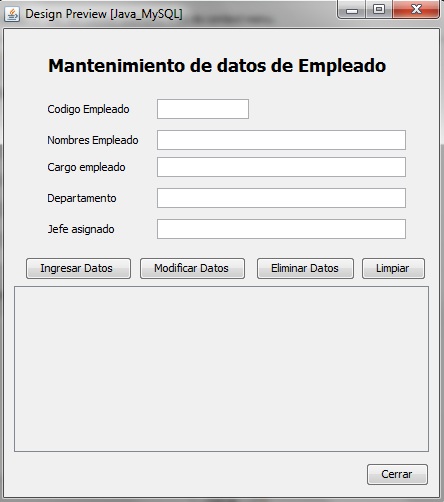 Design Preview [Java_MySQL]
Mantenimiento de datos de Empleado
Codigo Empleado
Nombres Empleado
Cargo empleado
Departamento
Jefe asignado
Ingresar Datos Modificar Datos Eliminar Datos Limpiar
Cerrar